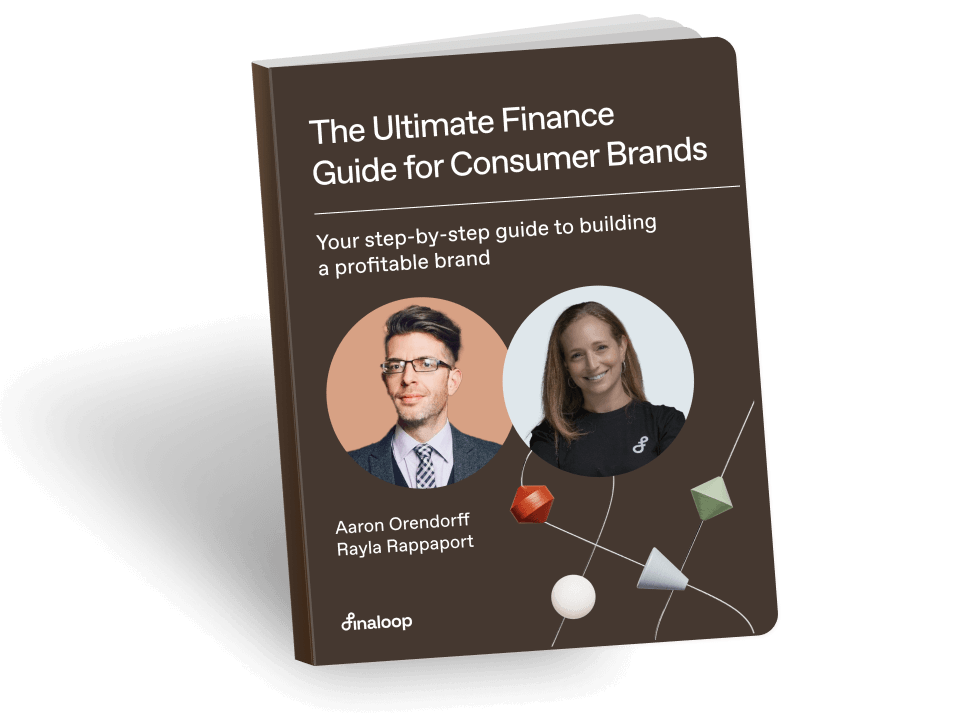 The Ultimate Finance
Guide for Consumer Brands
Your step-by-step guide to building
a profitable brand
Aaron Orendorff
Rayla Rappaport
finaloop